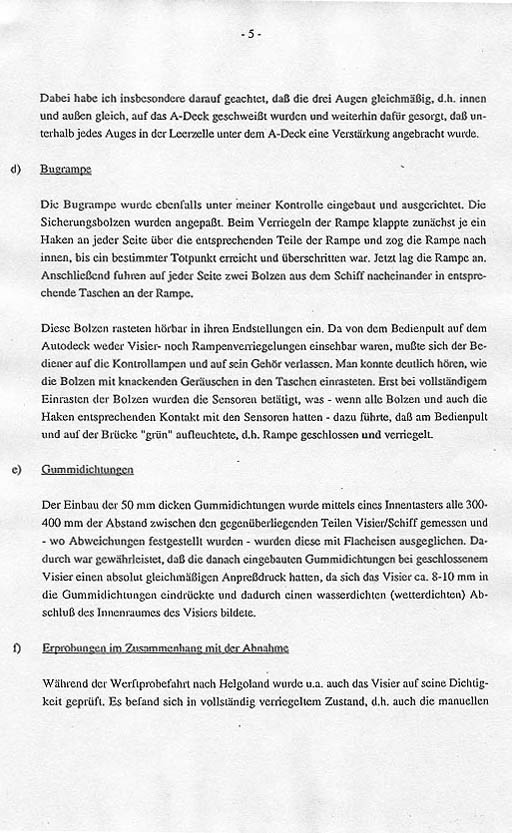 - 5 -
Dabei habe ich insbesondere darauf geachtet, daß die drei Augen gleichmäßig, d.h. innen
und außen gleich, auf das A-Deck geschweißt wurden und weiterhin dafür gesorgt, daß un-
terhalb jedes Auges in der Leerzelle unter dem A-Deck eine Verstärkung angebracht wurde.
d) Bugrampe
Die Bugrampe wurde ebenfalls unter meiner Kontrolle eingebaut und ausgerichtet. Die
Sicherungsbolzen wurden angepaßt. Beim Verriegeln der Rampe klappte zunächst je ein
Haken an jeder Seite über die entsprechenden Teile der Rampe und zog die Rampe nach
innen, bis ein bestimmter Totpunkt erreicht und überschritten war. Jetzt lag die Rampe an.
Anschließend fuhren auf jeder Seite zwei Bolzen aus dem Schiff nacheinander in entspre-
chende Taschen an der Rampe.
Diese Bolzen rasteten hörbar in ihren Endstellungen ein. Da von dem Bedienpult auf dem
Autodeck weder Visier- noch Rampenverriegelungen einsehbar waren, mußte sich der Be-
diener auf die Kontrollampen und auf sein Gehör verlassen. Man konnte deutlich hören, wie
die Bolzen mit knackenden Geräuschen in den Taschen einrasteten. Erst bei vollständigem
Einrasten der Bolzen wurden die Sensoren betätigt, was - wenn alle Bolzen und auch die
Haken entsprechenden Kontakt mit den Sensoren hatten - dazu führte, daß am Bedienpult
und auf der Brücke "grün" aufleuchtete, d.h. Rampe geschlossen und verriegelt.
e) Gummidichtungen
Der Einbau der 50 mm dicken Gummidichtungen wurde mittels eines Innentasters alle 300-
400 mm der Abstand zwischen den gegenüberliegenden Teilen Visier/Schiff gemessen und
- wo Abweichungen festgestellt wurden - wurden diese mit Flacheisen ausgeglichen. Da-
durch war gewährleistet, daß die danach eingebauten Gummidichtungen bei geschlossenem
Visier einen absolut gleichmäßigen Anpreßdruck hatten, da sich das Visier ca. 8-10 mm in
die Gummidichtungen eindrückte und dadurch einen wasserdichten (wetterdichten) Ab-
schluß des Innenraumes des Visiers bildete.
f) Erprobungen im Zusammenhang mit der Abnahme
Während der Werftprobefahrt nach Helgoland wurde u.a. auch das Visier auf seine Dichtig-
keit geprüft. Es befand sich in vollständig verriegeltem Zustand, d.h. auch die manuellen